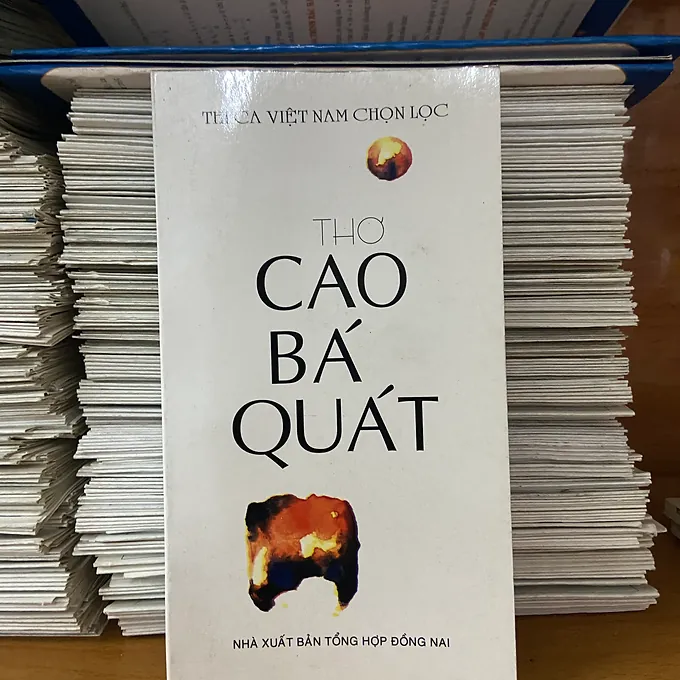 THI CA VIỆT NAM CHỌN LỌC
THƠ
CAO
BÁ
QUÁT
NHÀ XUẤT BẢN TỔNG HỢP ĐỒNG NAI